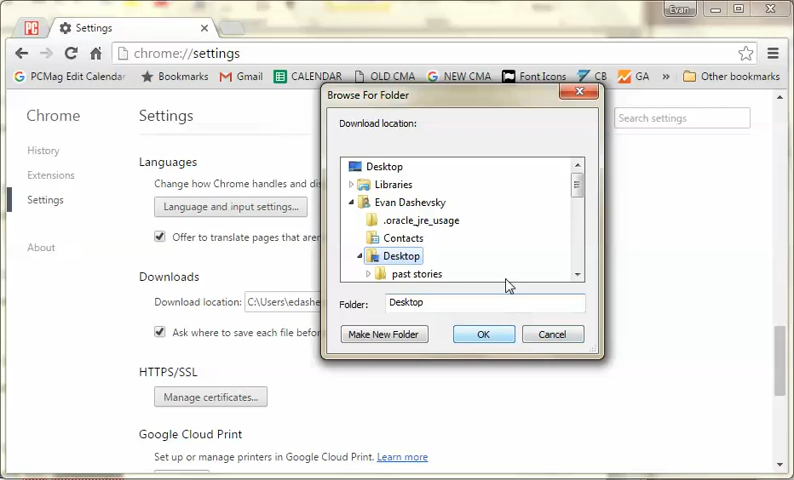 Evan
PC Settings
chrome://settings
PCMag Edit Calendar Bookmarks Gmail CALENDAR OLD CMA NEW CMA Font Icons CB GA » Other bookmarks
Chrome
History
Extensions
Settings
About
Settings
Search settings
Languages
Change how Chrome handles and dis
Language and input settings...
Offer to translate pages that aren
Downloads
Download location: C:\Users\edashe
Ask where to save each file befor
HTTPS/SSL
Manage certificates...
Google Cloud Print
Set up or manage printers in Google Cloud Print. Learn more
Browse For Folder
Download location:
Desktop
Libraries
Evan Dashevsky
.oracle_jre_usage
Contacts
Desktop
past stories
Folder: Desktop
Make New Folder OK Cancel